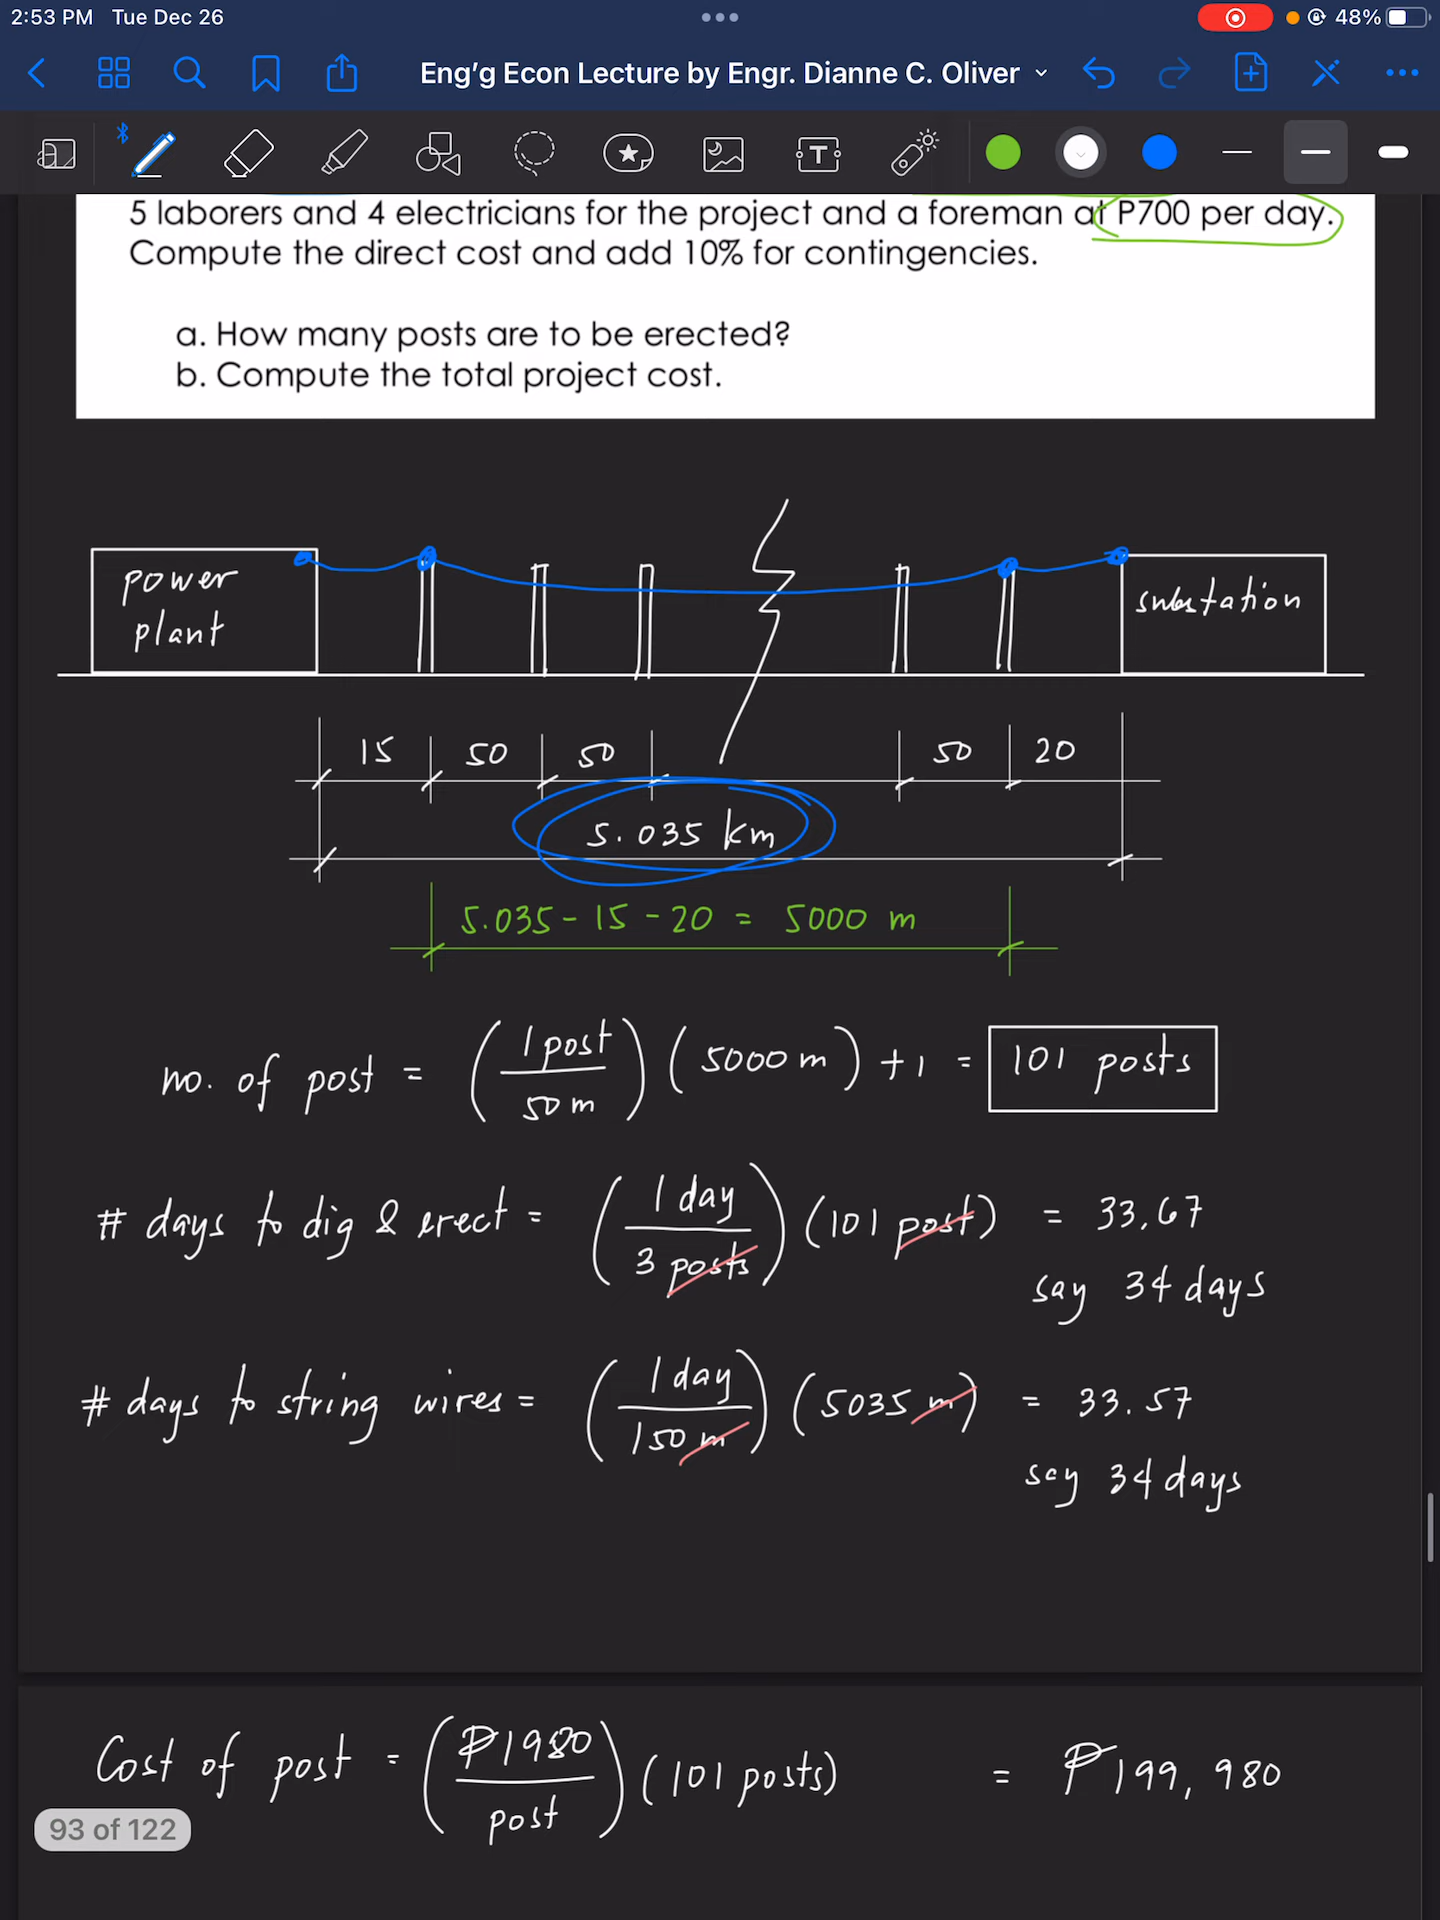 2:53 PM Tue Dec 26 48%
Eng'g Econ Lecture by Engr. Dianne C. Oliver
5 laborers and 4 electricians for the project and a foreman at P700 per day.
Compute the direct cost and add 10% for contingencies.
a. How many posts are to be erected?
b. Compute the total project cost.
power plant
substation
15 50 50 50 20
5.035 km
5.035 - 15 - 20 = 5000 m
no. of post = (1 post / 50 m) (5000 m) + 1 = 101 posts
# days to dig & erect = (1 day / 3 posts) (101 post) = 33.67
say 34 days
# days to string wires = (1 day / 150 m) (5035 m) = 33.57
say 34 days
Cost of post = (₱1980 / post) (101 posts) = ₱199,980
93 of 122